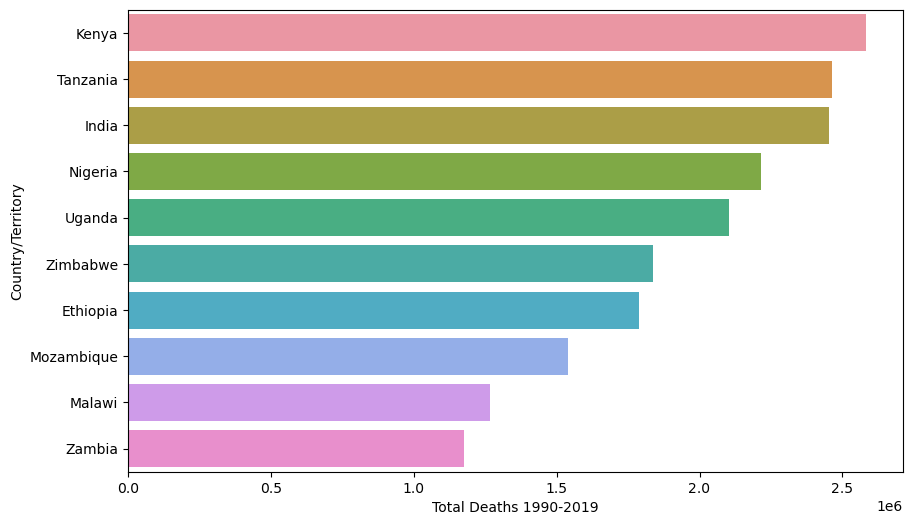 Kenya
Tanzania
India
Nigeria
Uganda
Zimbabwe
Ethiopia
Mozambique
Malawi
Zambia
Country/Territory
0.0 0.5 1.0 1.5 2.0 2.5
1e6
Total Deaths 1990-2019